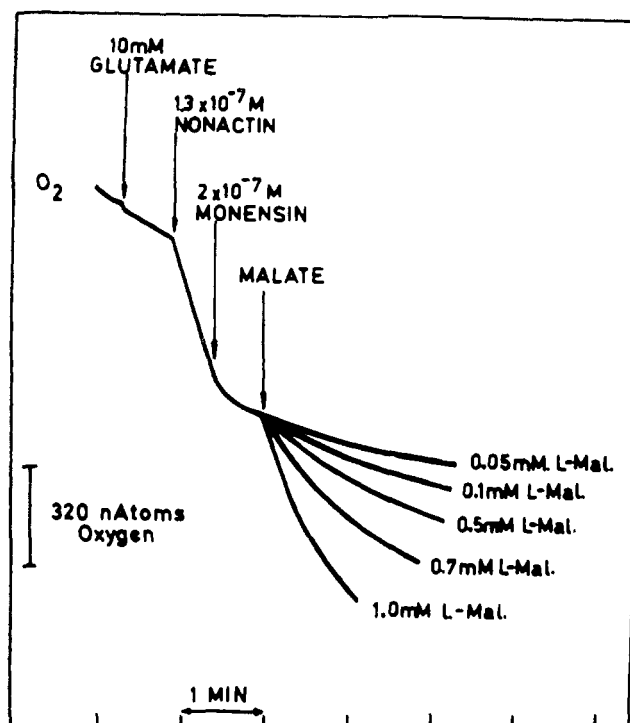 10mM
GLUTAMATE
1.3 x 10⁻⁷ M
NONACTIN
O₂
2 x 10⁻⁷ M
MONENSIN
MALATE
0.05mM. L-Mal.
0.1mM L-Mal.
0.5mM L-Mal.
320 nAtoms
Oxygen
0.7mM L-Mal.
1.0mM L-Mal.
1 MIN